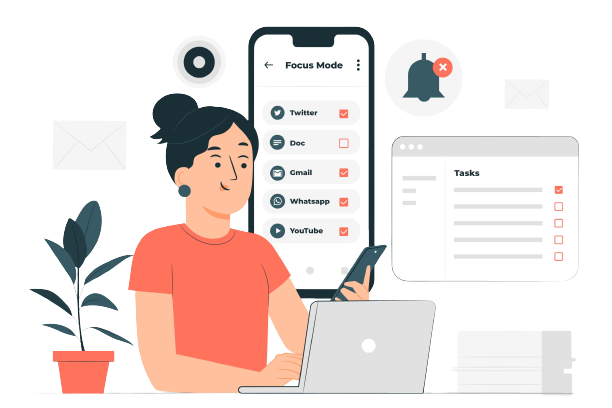 Focus Mode
Twitter
Doc
Gmail
Whatsapp
YouTube
Tasks